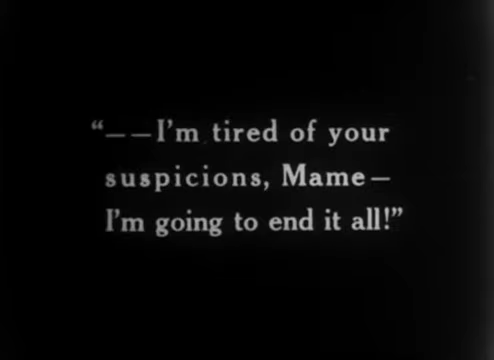 “——I'm tired of your
suspicions, Mame—
I'm going to end it all!”